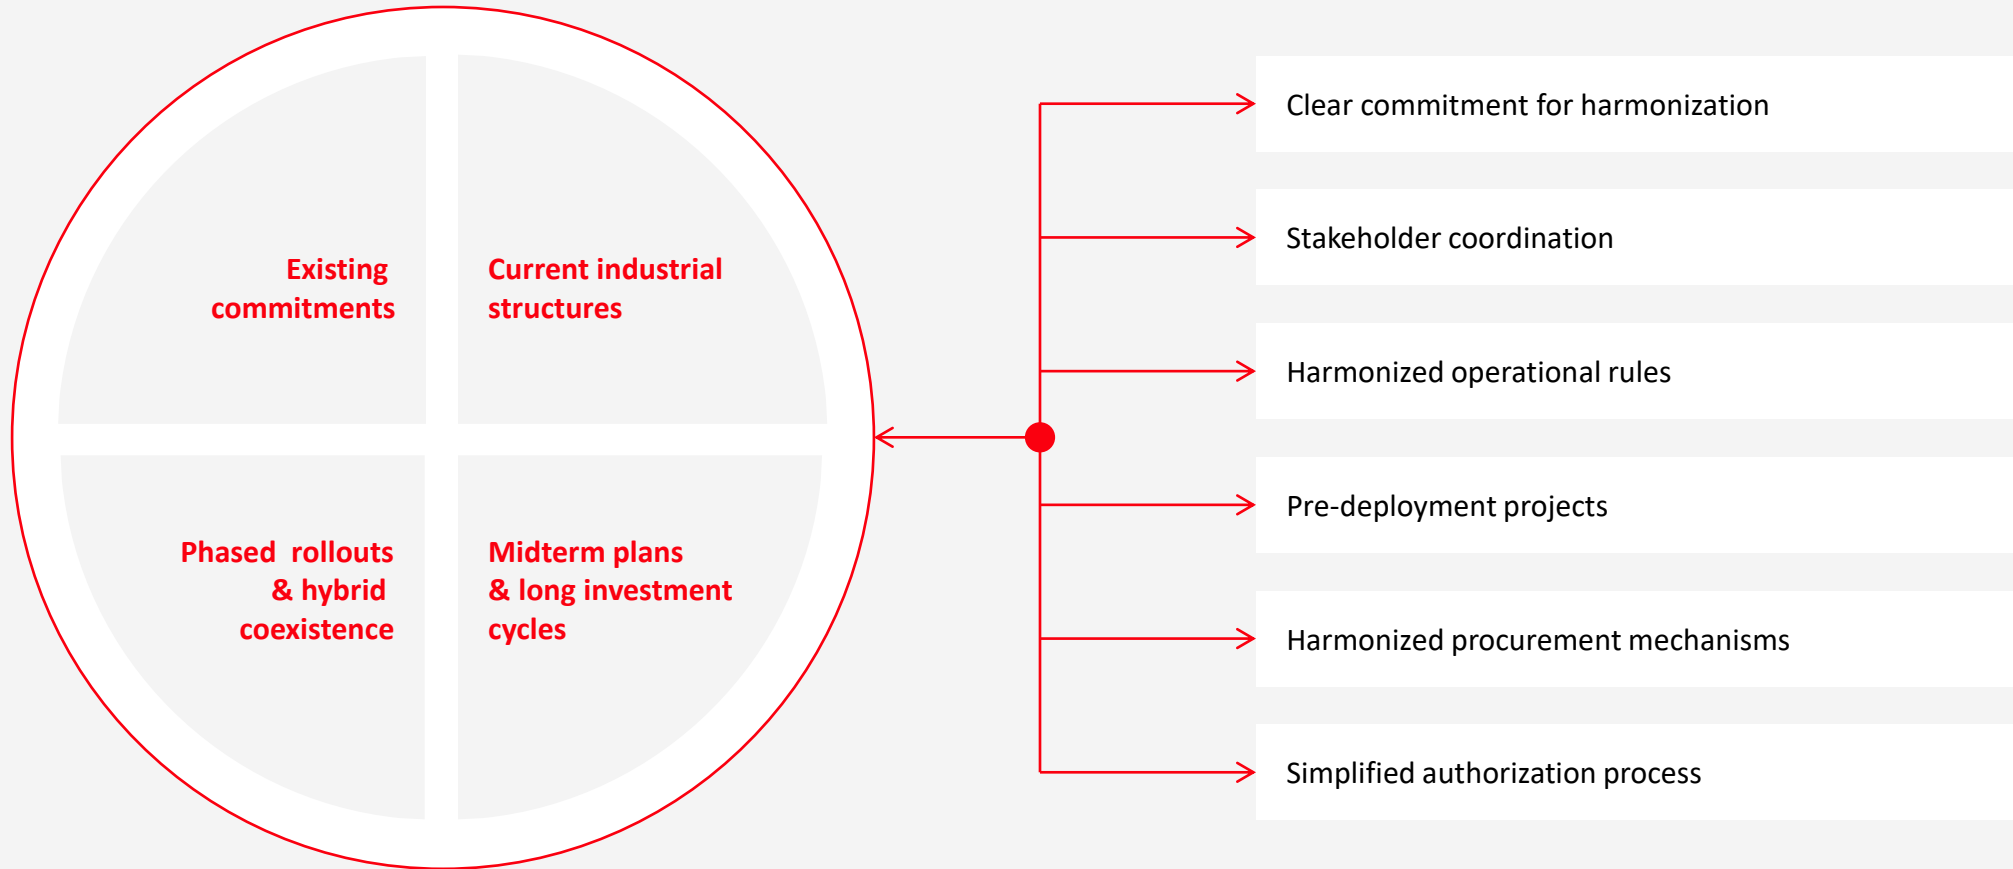 Existing
commitments
Current industrial
structures
Phased rollouts
& hybrid
coexistence
Midterm plans
& long investment
cycles
Clear commitment for harmonization
Stakeholder coordination
Harmonized operational rules
Pre-deployment projects
Harmonized procurement mechanisms
Simplified authorization process